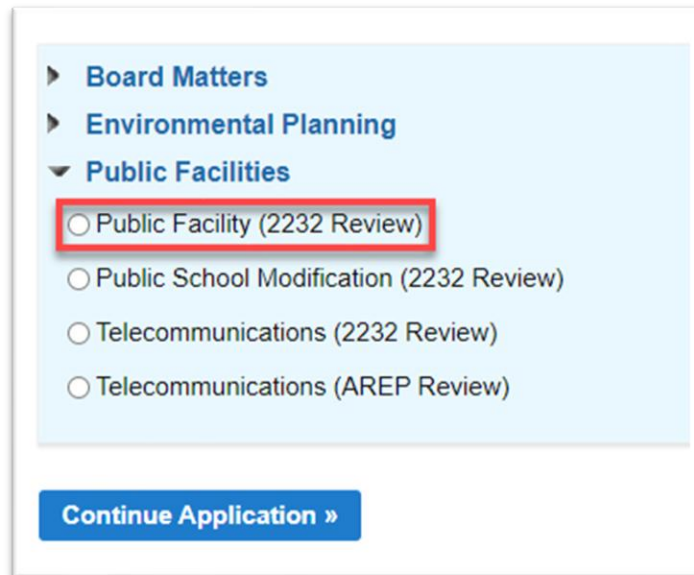 Board Matters
Environmental Planning
Public Facilities
Public Facility (2232 Review)
Public School Modification (2232 Review)
Telecommunications (2232 Review)
Telecommunications (AREP Review)
Continue Application »